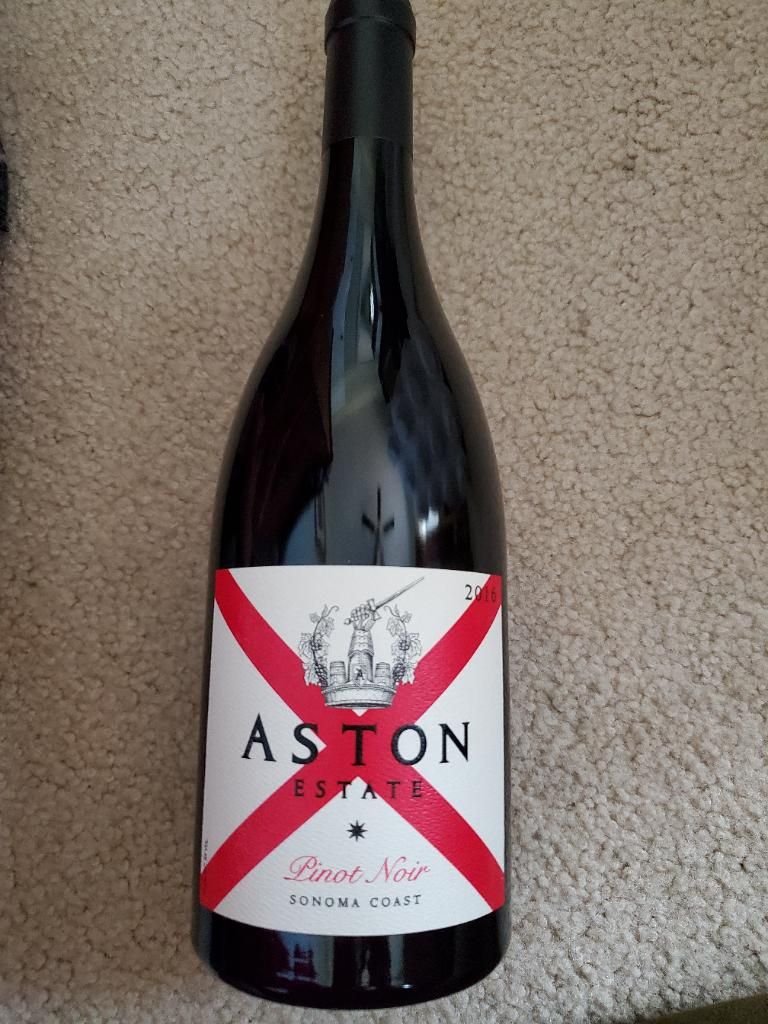 2016
ASTON
ESTATE
Pinot Noir
SONOMA COAST